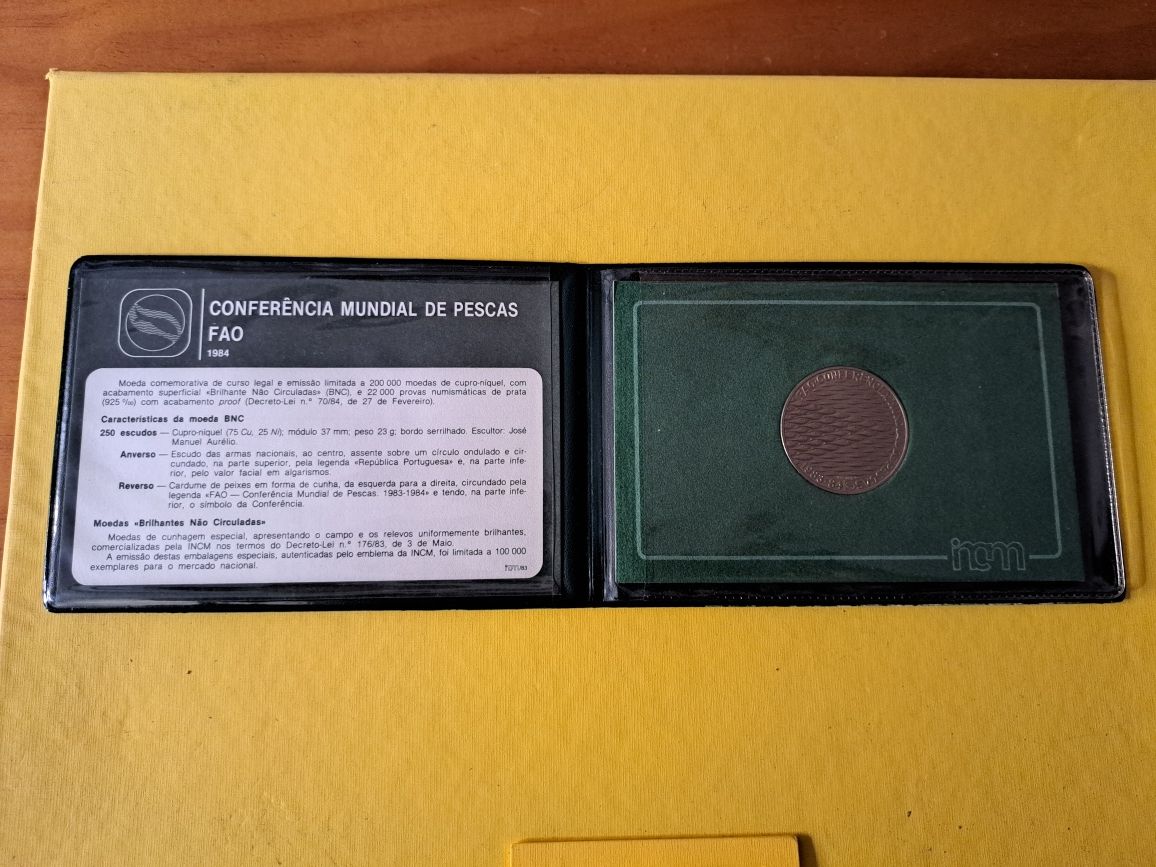 CONFERÊNCIA MUNDIAL DE PESCAS
FAO
1984
Moeda comemorativa de curso legal e emissão limitada a 200 000 moedas de cupro-níquel, com
acabamento superficial «Brilhante Não Circuladas» (BNC), e 22 000 provas numismáticas de prata
(925 º/oo) com acabamento proof (Decreto-Lei n.º 70/84, de 27 de Fevereiro).
Características da moeda BNC
250 escudos — Cupro-níquel (75 Cu, 25 Ni); módulo 37 mm; peso 23 g; bordo serrilhado. Escultor: José
Manuel Aurélio.
Anverso — Escudo das armas nacionais, ao centro, assente sobre um círculo ondulado e cir-
cundado, na parte superior, pela legenda «República Portuguesa» e, na parte infe-
rior, pelo valor facial em algarismos.
Reverso — Cardume de peixes em forma de cunha, da esquerda para a direita, circundado pela
legenda «FAO — Conferência Mundial de Pescas. 1983-1984» e tendo, na parte infe-
rior, o símbolo da Conferência.
Moedas «Brilhantes Não Circuladas»
Moedas de cunhagem especial, apresentando o campo e os relevos uniformemente brilhantes,
comercializadas pela INCM nos termos do Decreto-Lei n.º 176/83, de 3 de Maio.
A emissão destas embalagens especiais, autenticadas pelo emblema da INCM, foi limitada a 100 000
exemplares para o mercado nacional.
incm/83
incm